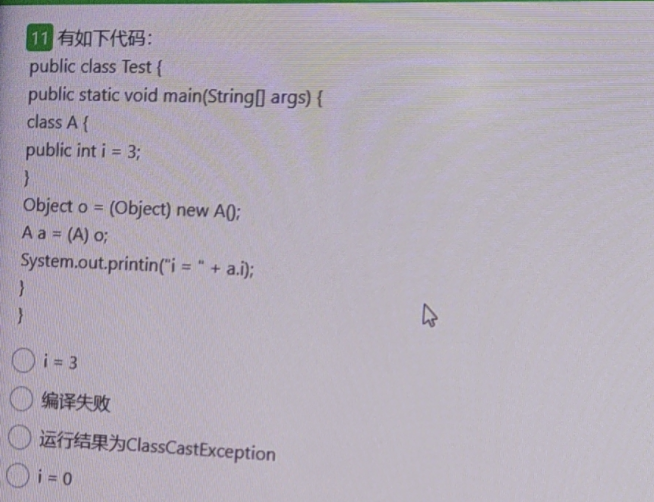 11 有如下代码：
public class Test {
public static void main(String[] args) {
class A {
public int i = 3;
}
Object o = (Object) new A();
A a = (A) o;
System.out.printin("i = " + a.i);
}
}
i = 3
编译失败
运行结果为ClassCastException
i = 0